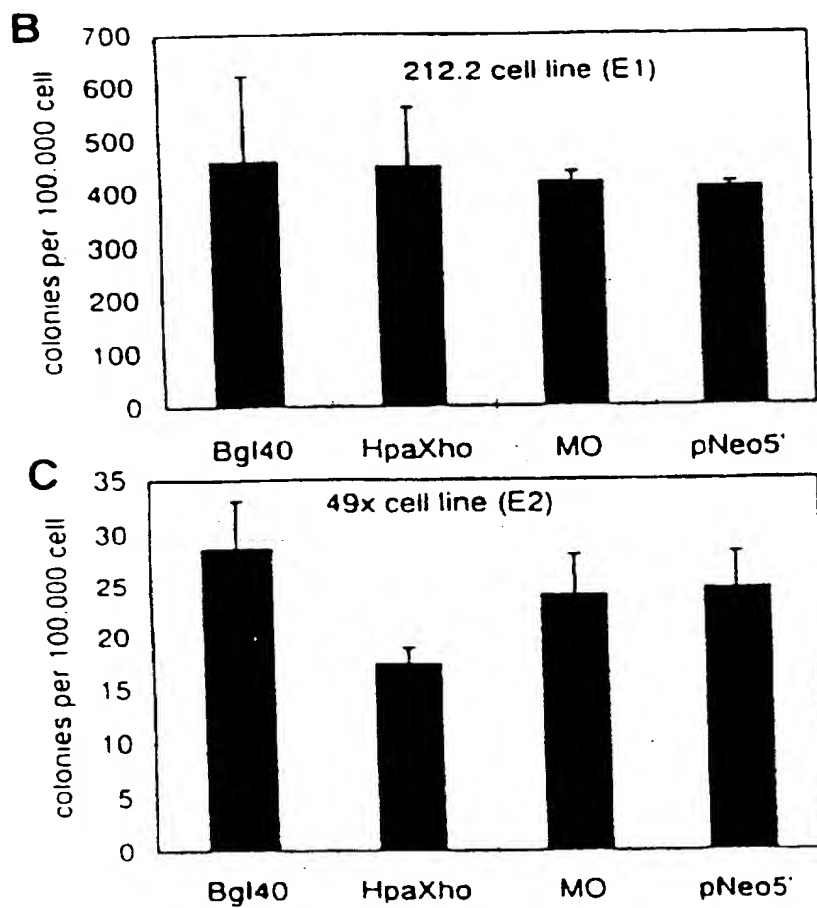 B
700
600
500
400
300
200
100
0
colonies per 100.000 cell
212.2 cell line (E1)
Bgl40 HpaXho MO pNeo5'
C
35
30
25
20
15
10
5
0
colonies per 100.000 cell
49x cell line (E2)
Bgl40 HpaXho MO pNeo5'